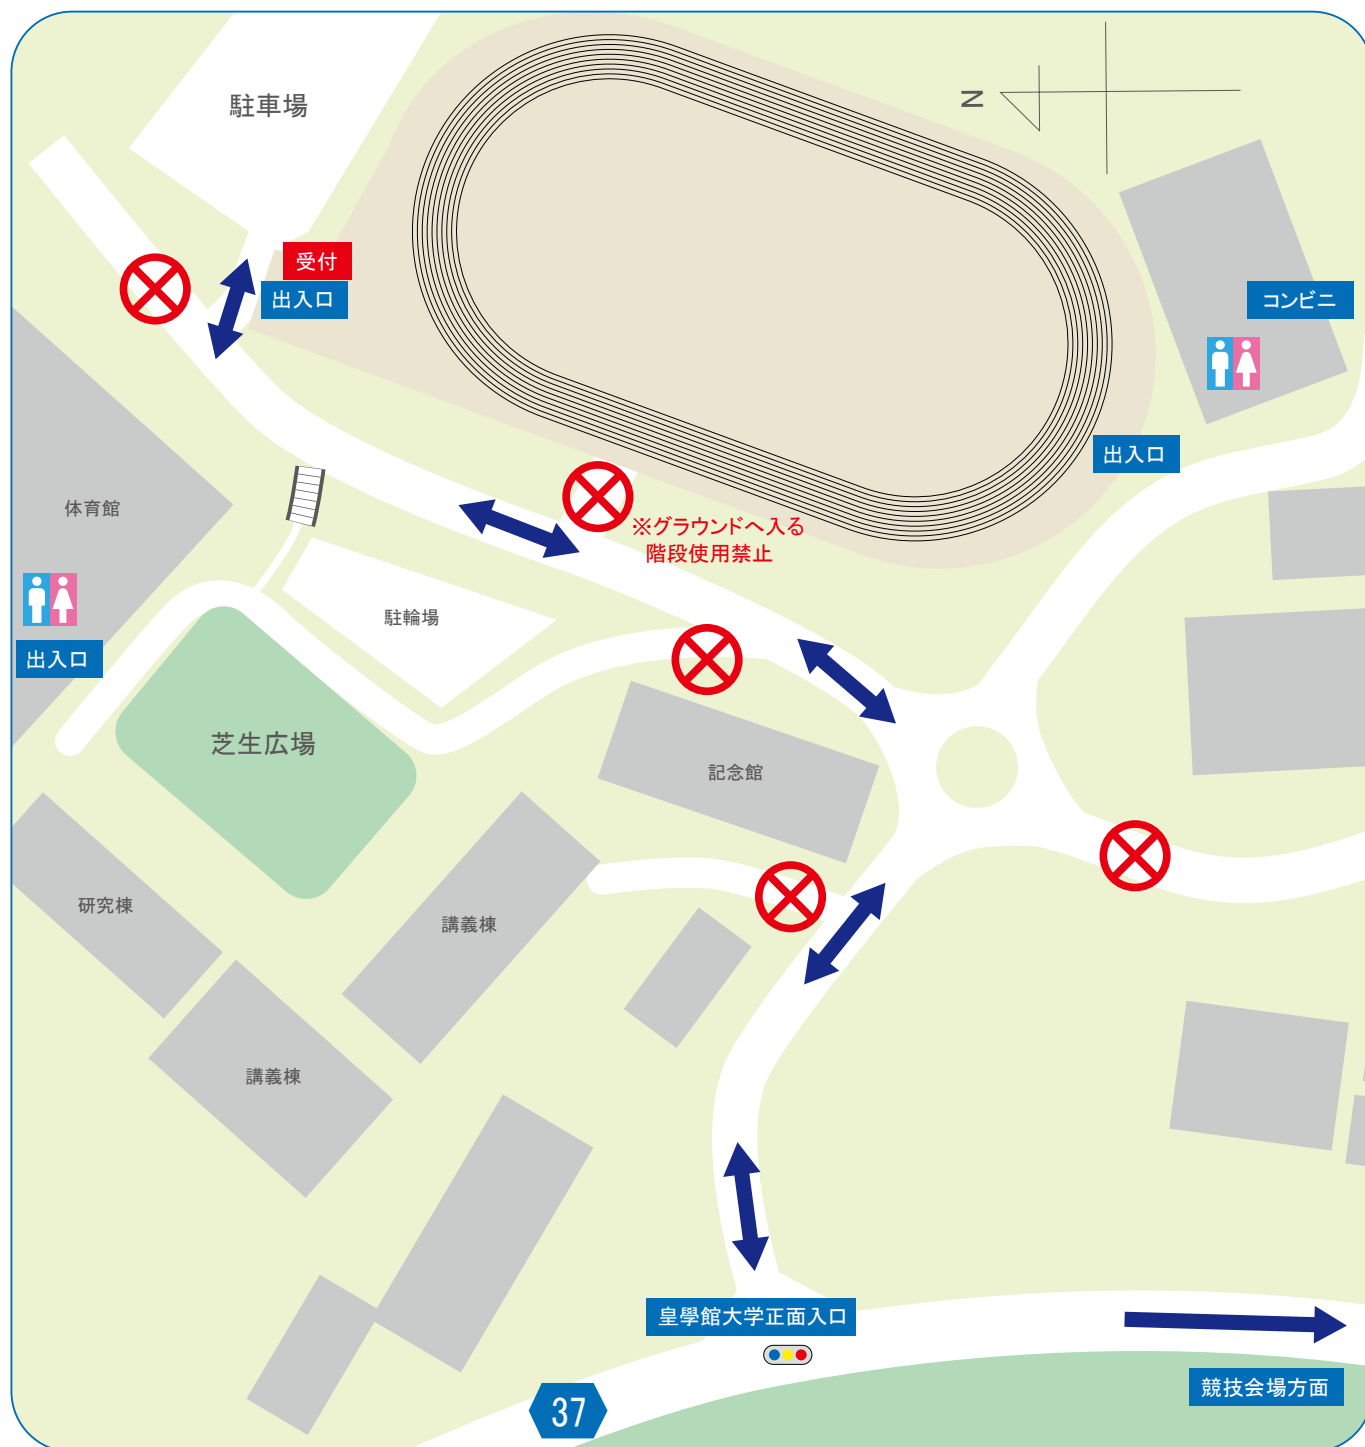 駐車場
N
受付
出入口
コンビニ
出入口
体育館
※グラウンドへ入る
階段使用禁止
駐輪場
出入口
芝生広場
記念館
研究棟
講義棟
講義棟
皇學館大学正面入口
競技会場方面
37